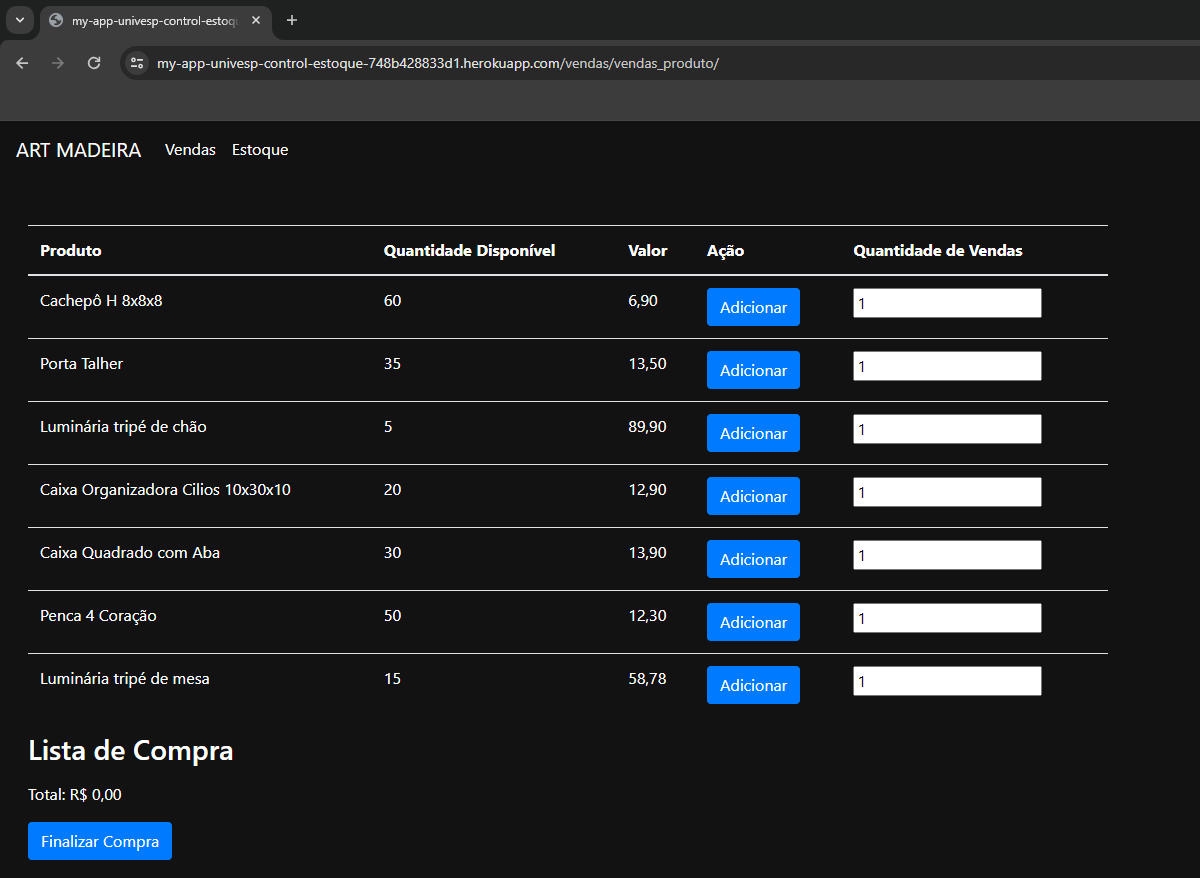 my-app-univesp-control-estoqu
my-app-univesp-control-estoque-748b428833d1.herokuapp.com/vendas/vendas_produto/
ART MADEIRA Vendas Estoque
Produto Quantidade Disponível Valor Ação Quantidade de Vendas
Cachepô H 8x8x8 60 6,90 Adicionar 1
Porta Talher 35 13,50 Adicionar 1
Luminária tripé de chão 5 89,90 Adicionar 1
Caixa Organizadora Cilios 10x30x10 20 12,90 Adicionar 1
Caixa Quadrado com Aba 30 13,90 Adicionar 1
Penca 4 Coração 50 12,30 Adicionar 1
Luminária tripé de mesa 15 58,78 Adicionar 1
Lista de Compra
Total: R$ 0,00
Finalizar Compra